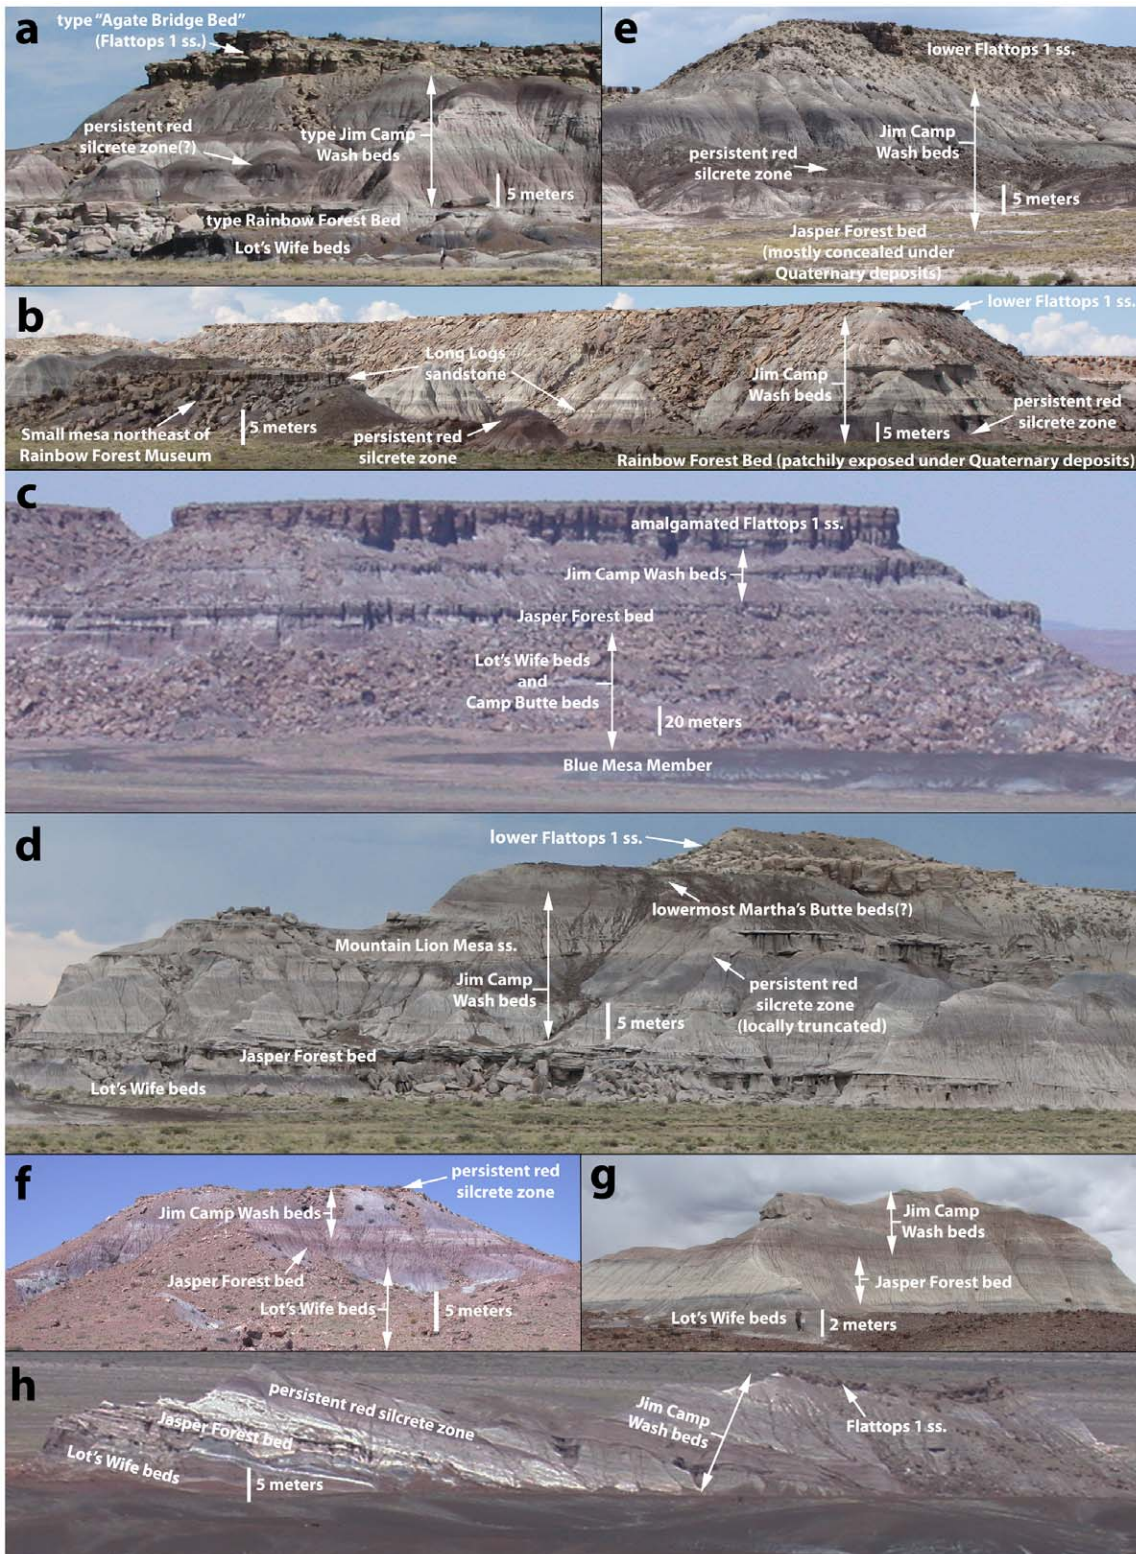 a
type "Agate Bridge Bed"
(Flattops 1 ss.)
persistent red
silcrete zone(?)
type Jim Camp
Wash beds
5 meters
type Rainbow Forest Bed
Lot's Wife beds
e
lower Flattops 1 ss.
Jim Camp
Wash beds
persistent red
silcrete zone
5 meters
Jasper Forest bed
(mostly concealed under
Quaternary deposits)
b
lower Flattops 1 ss.
Long Logs
sandstone
Jim Camp
Wash beds
5 meters
Small mesa northeast of
Rainbow Forest Museum
persistent red
silcrete zone
5 meters
persistent red
silcrete zone
Rainbow Forest Bed (patchily exposed under Quaternary deposits)
c
amalgamated Flattops 1 ss.
Jim Camp Wash beds
Jasper Forest bed
Lot's Wife beds
and
Camp Butte beds
20 meters
Blue Mesa Member
d
lower Flattops 1 ss.
lowermost Martha's Butte beds(?)
Mountain Lion Mesa ss.
Jim Camp
Wash beds
persistent red
silcrete zone
(locally truncated)
5 meters
Jasper Forest bed
Lot's Wife beds
f
persistent red
silcrete zone
Jim Camp Wash beds
Jasper Forest bed
Lot's Wife beds
5 meters
g
Jim Camp
Wash beds
Jasper Forest bed
Lot's Wife beds
2 meters
h
persistent red silcrete zone
Jim Camp
Wash beds
Jasper Forest bed
Flattops
1 ss.
Lot's Wife beds
5 meters